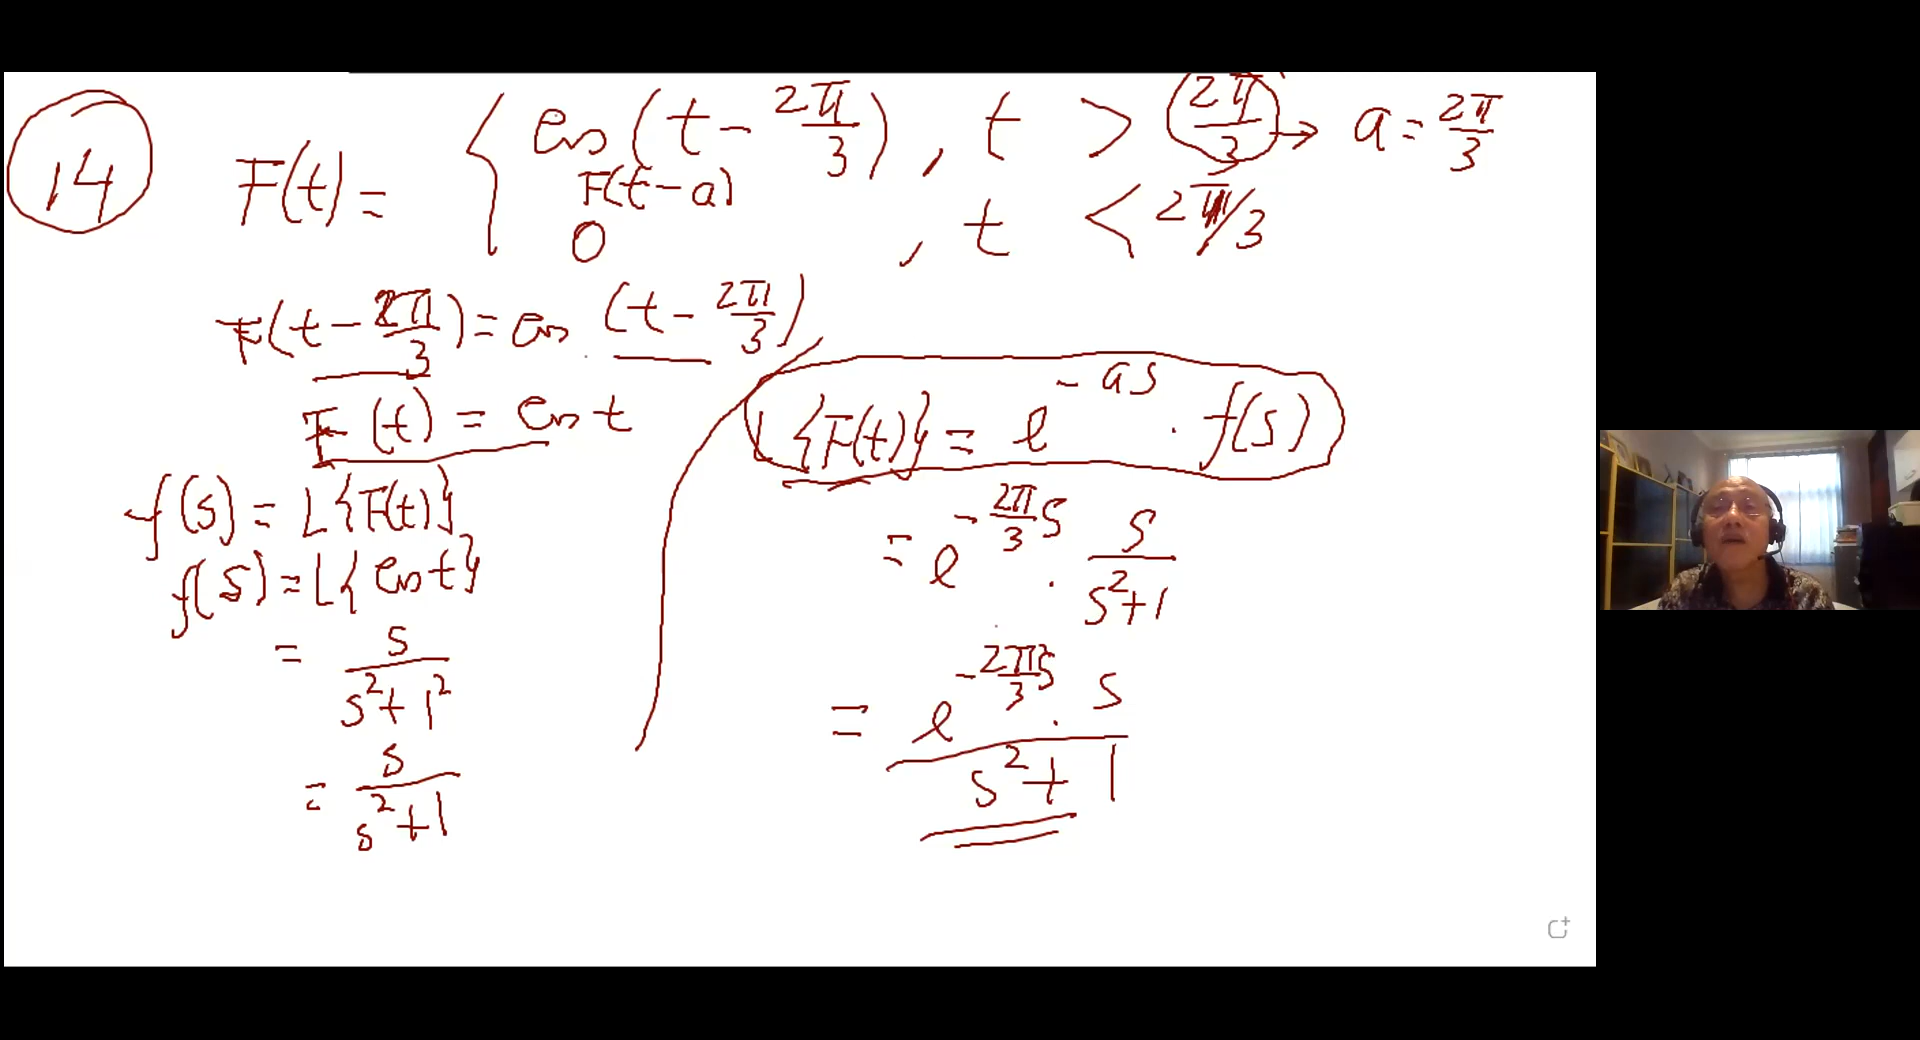 14
F(t) = { cos(t - 2π/3), t > 2π/3 → a = 2π/3
F(t-a)
0 , t < 2π/3
F(t - 2π/3) = cos (t - 2π/3)
F(t) = cos t
f(s) = L{F(t)}
f(s) = L{cos t}
= s/(s²+1²)
= s/(s²+1)
L{F(t)} = e^(-as) . f(s)
= e^(-2π/3 s) . s/(s²+1)
= (e^(-2π/3 s) . s)/(s²+1)